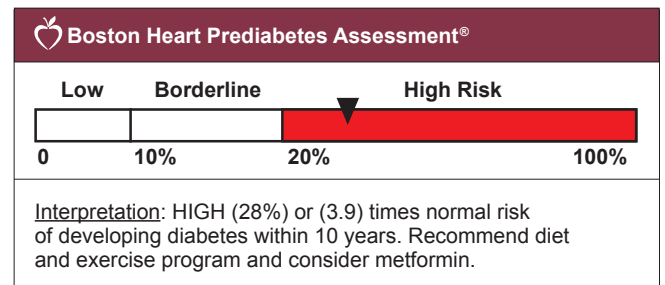 Boston Heart Prediabetes Assessment®
Low Borderline High Risk
0 10% 20% 100%
Interpretation: HIGH (28%) or (3.9) times normal risk
of developing diabetes within 10 years. Recommend diet
and exercise program and consider metformin.